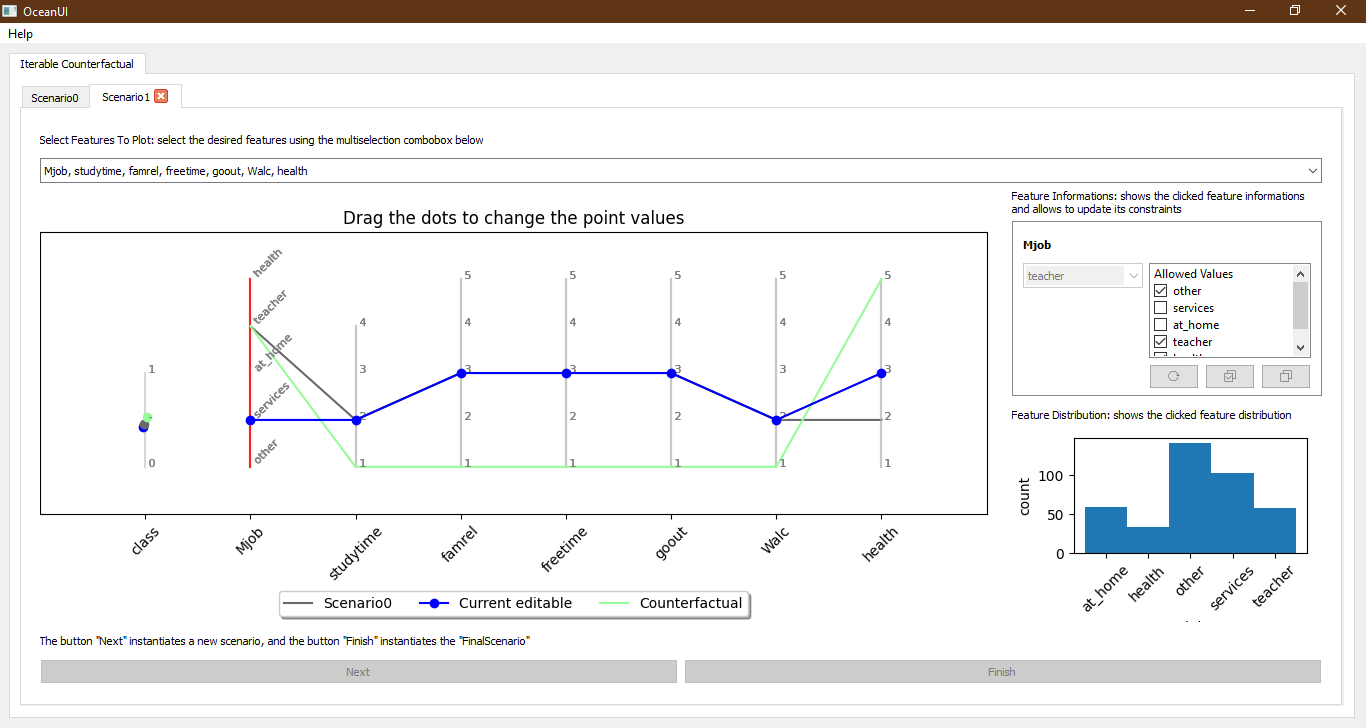 OceanUI
Help
Iterable Counterfactual
Scenario0
Scenario1
Select Features To Plot: select the desired features using the multiselection combobox below
Mjob, studytime, famrel, freetime, goout, Walc, health
Drag the dots to change the point values
1
0
health
teacher
at_home
services
other
4
3
2
1
5
4
3
2
1
5
4
3
2
1
5
4
3
2
1
5
4
3
2
1
5
4
3
2
1
class
Mjob
studytime
famrel
freetime
goout
Walc
health
Scenario0
Current editable
Counterfactual
Feature Informations: shows the clicked feature informations
and allows to update its constraints
Mjob
teacher
Allowed Values
other
services
at_home
teacher
Feature Distribution: shows the clicked feature distribution
count
100
50
0
at_home
health
other
services
teacher
The button "Next" instantiates a new scenario, and the button "Finish" instantiates the "FinalScenario"
Next
Finish